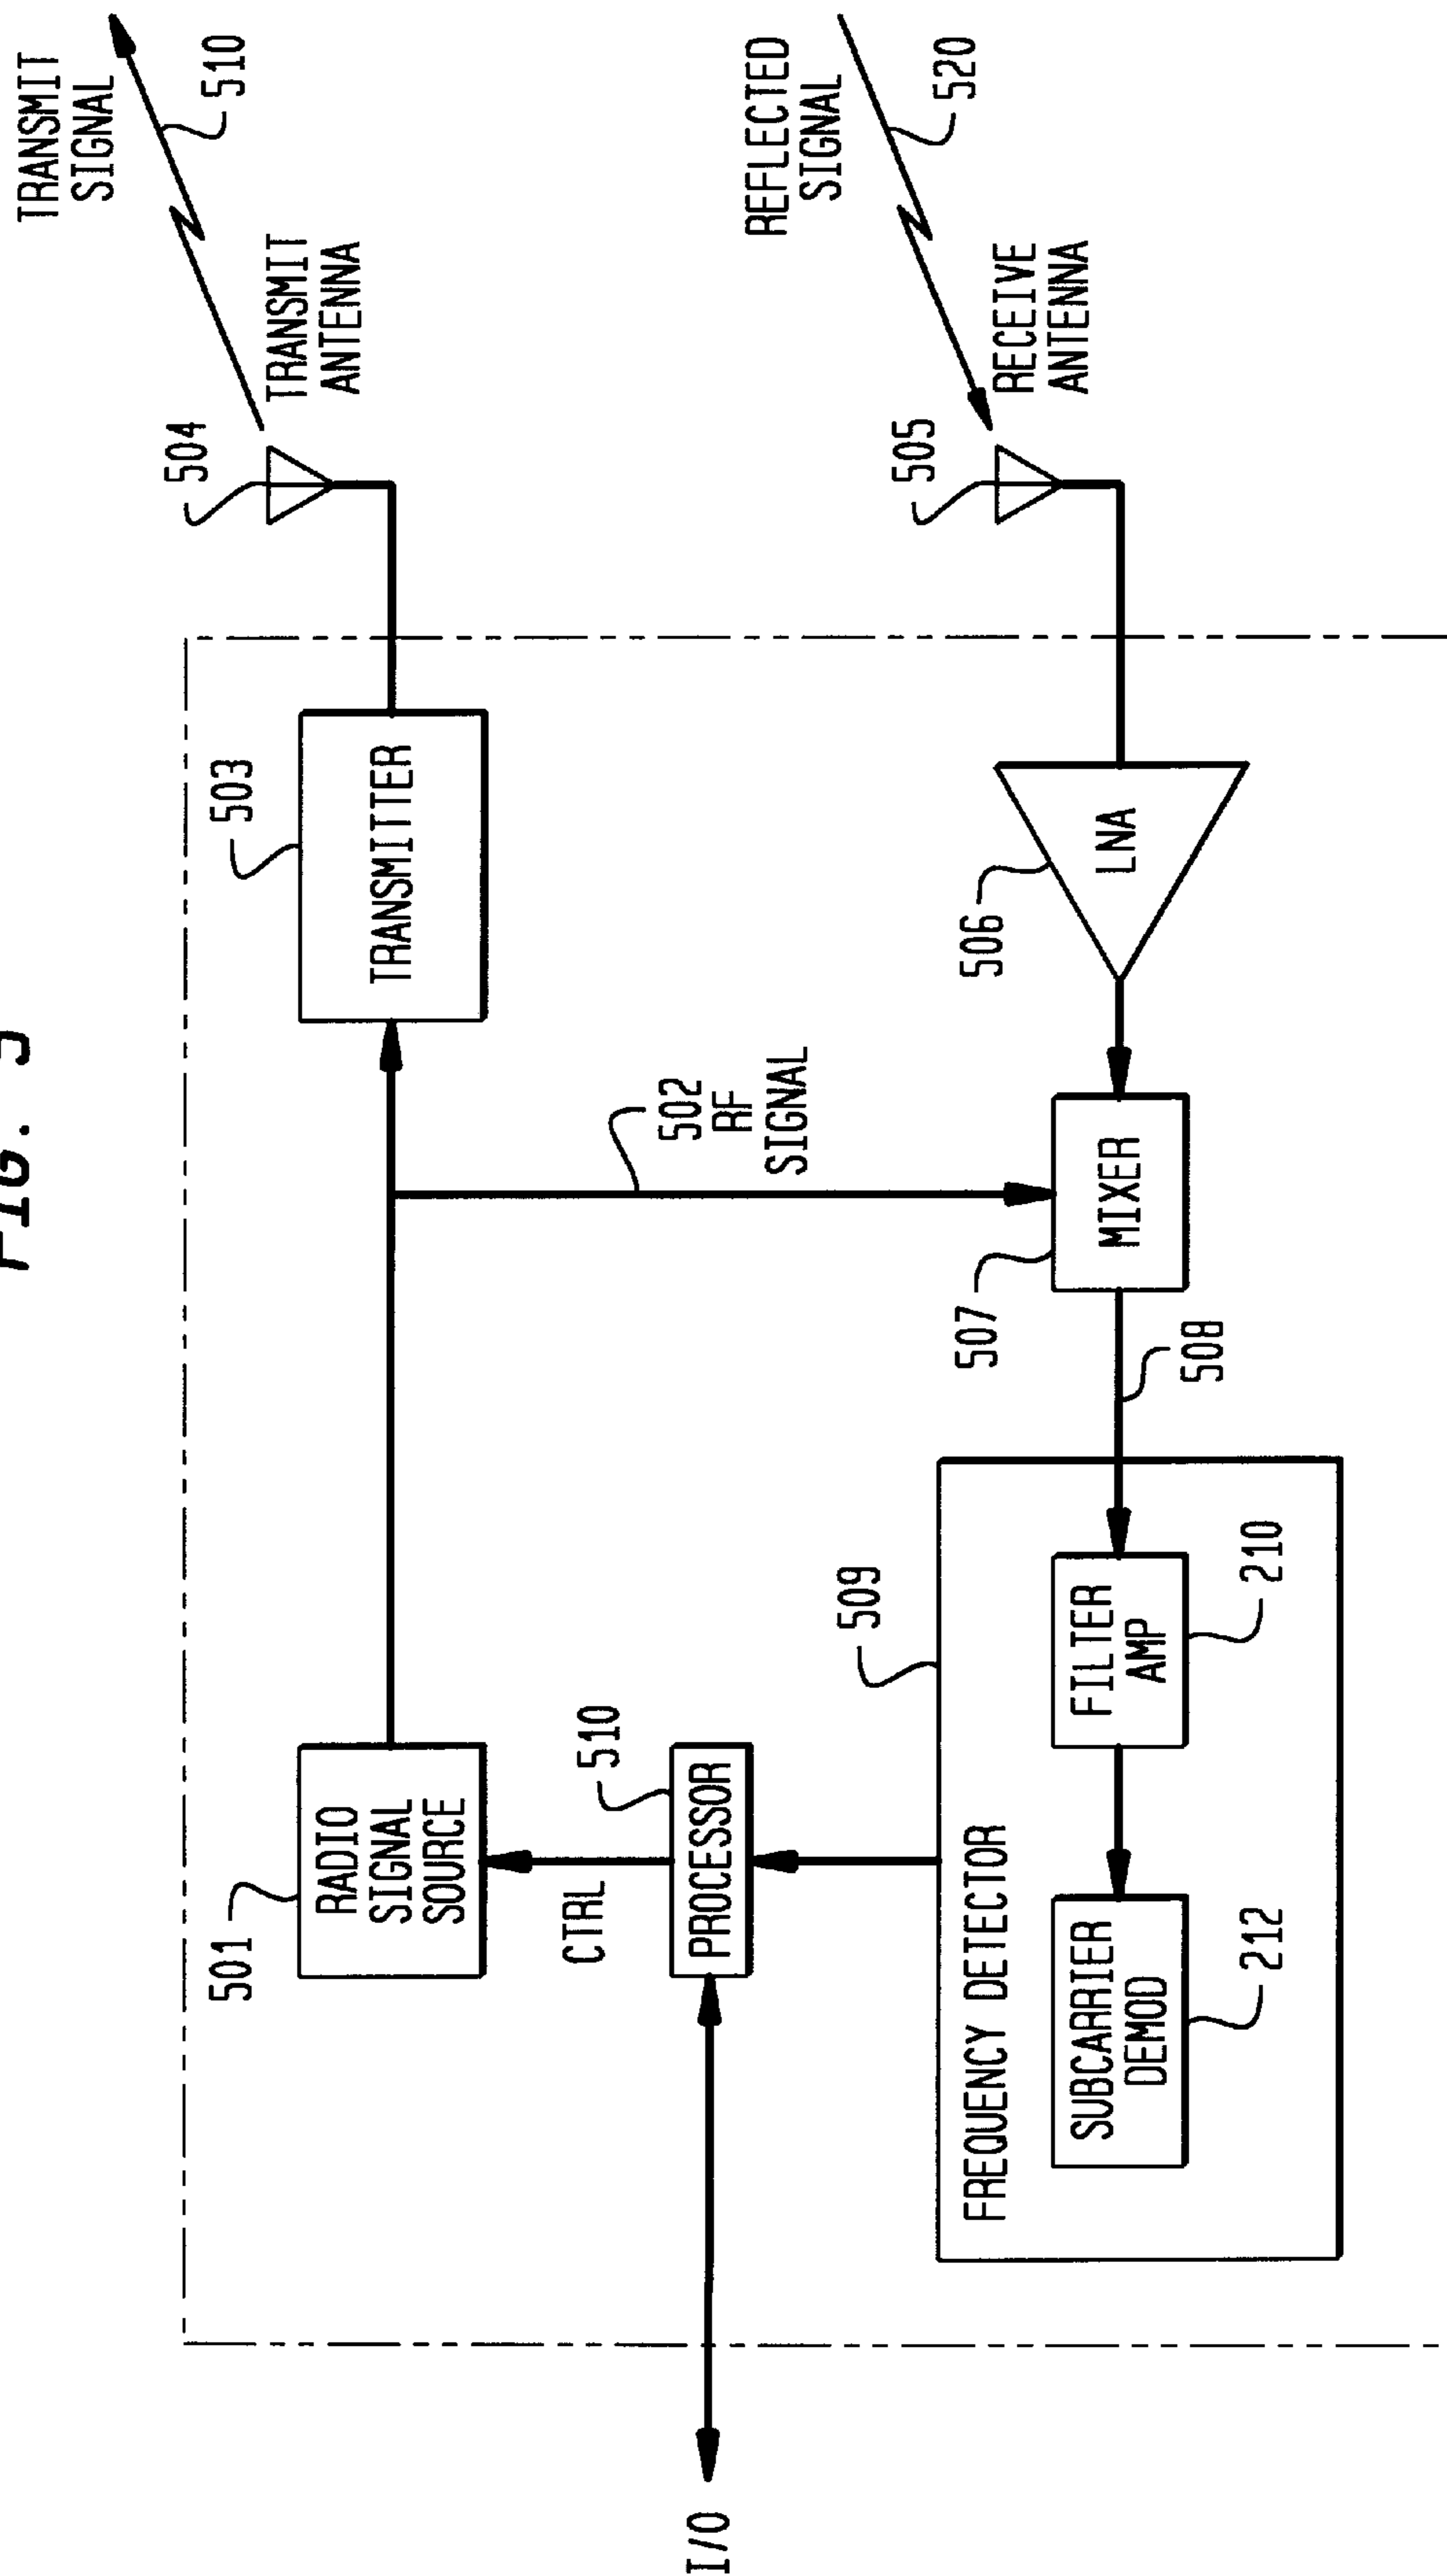 FIG. 5
TRANSMIT
SIGNAL
510
504
TRANSMIT
ANTENNA
501
RADIO
SIGNAL
SOURCE
503
TRANSMITTER
CTRL
510
PROCESSOR
I/O
502
RF
SIGNAL
REFLECTED
SIGNAL
520
505
RECEIVE
ANTENNA
509
FREQUENCY DETECTOR
SUBCARRIER
DEMOD
212
FILTER
AMP
210
508
507
MIXER
506
LNA